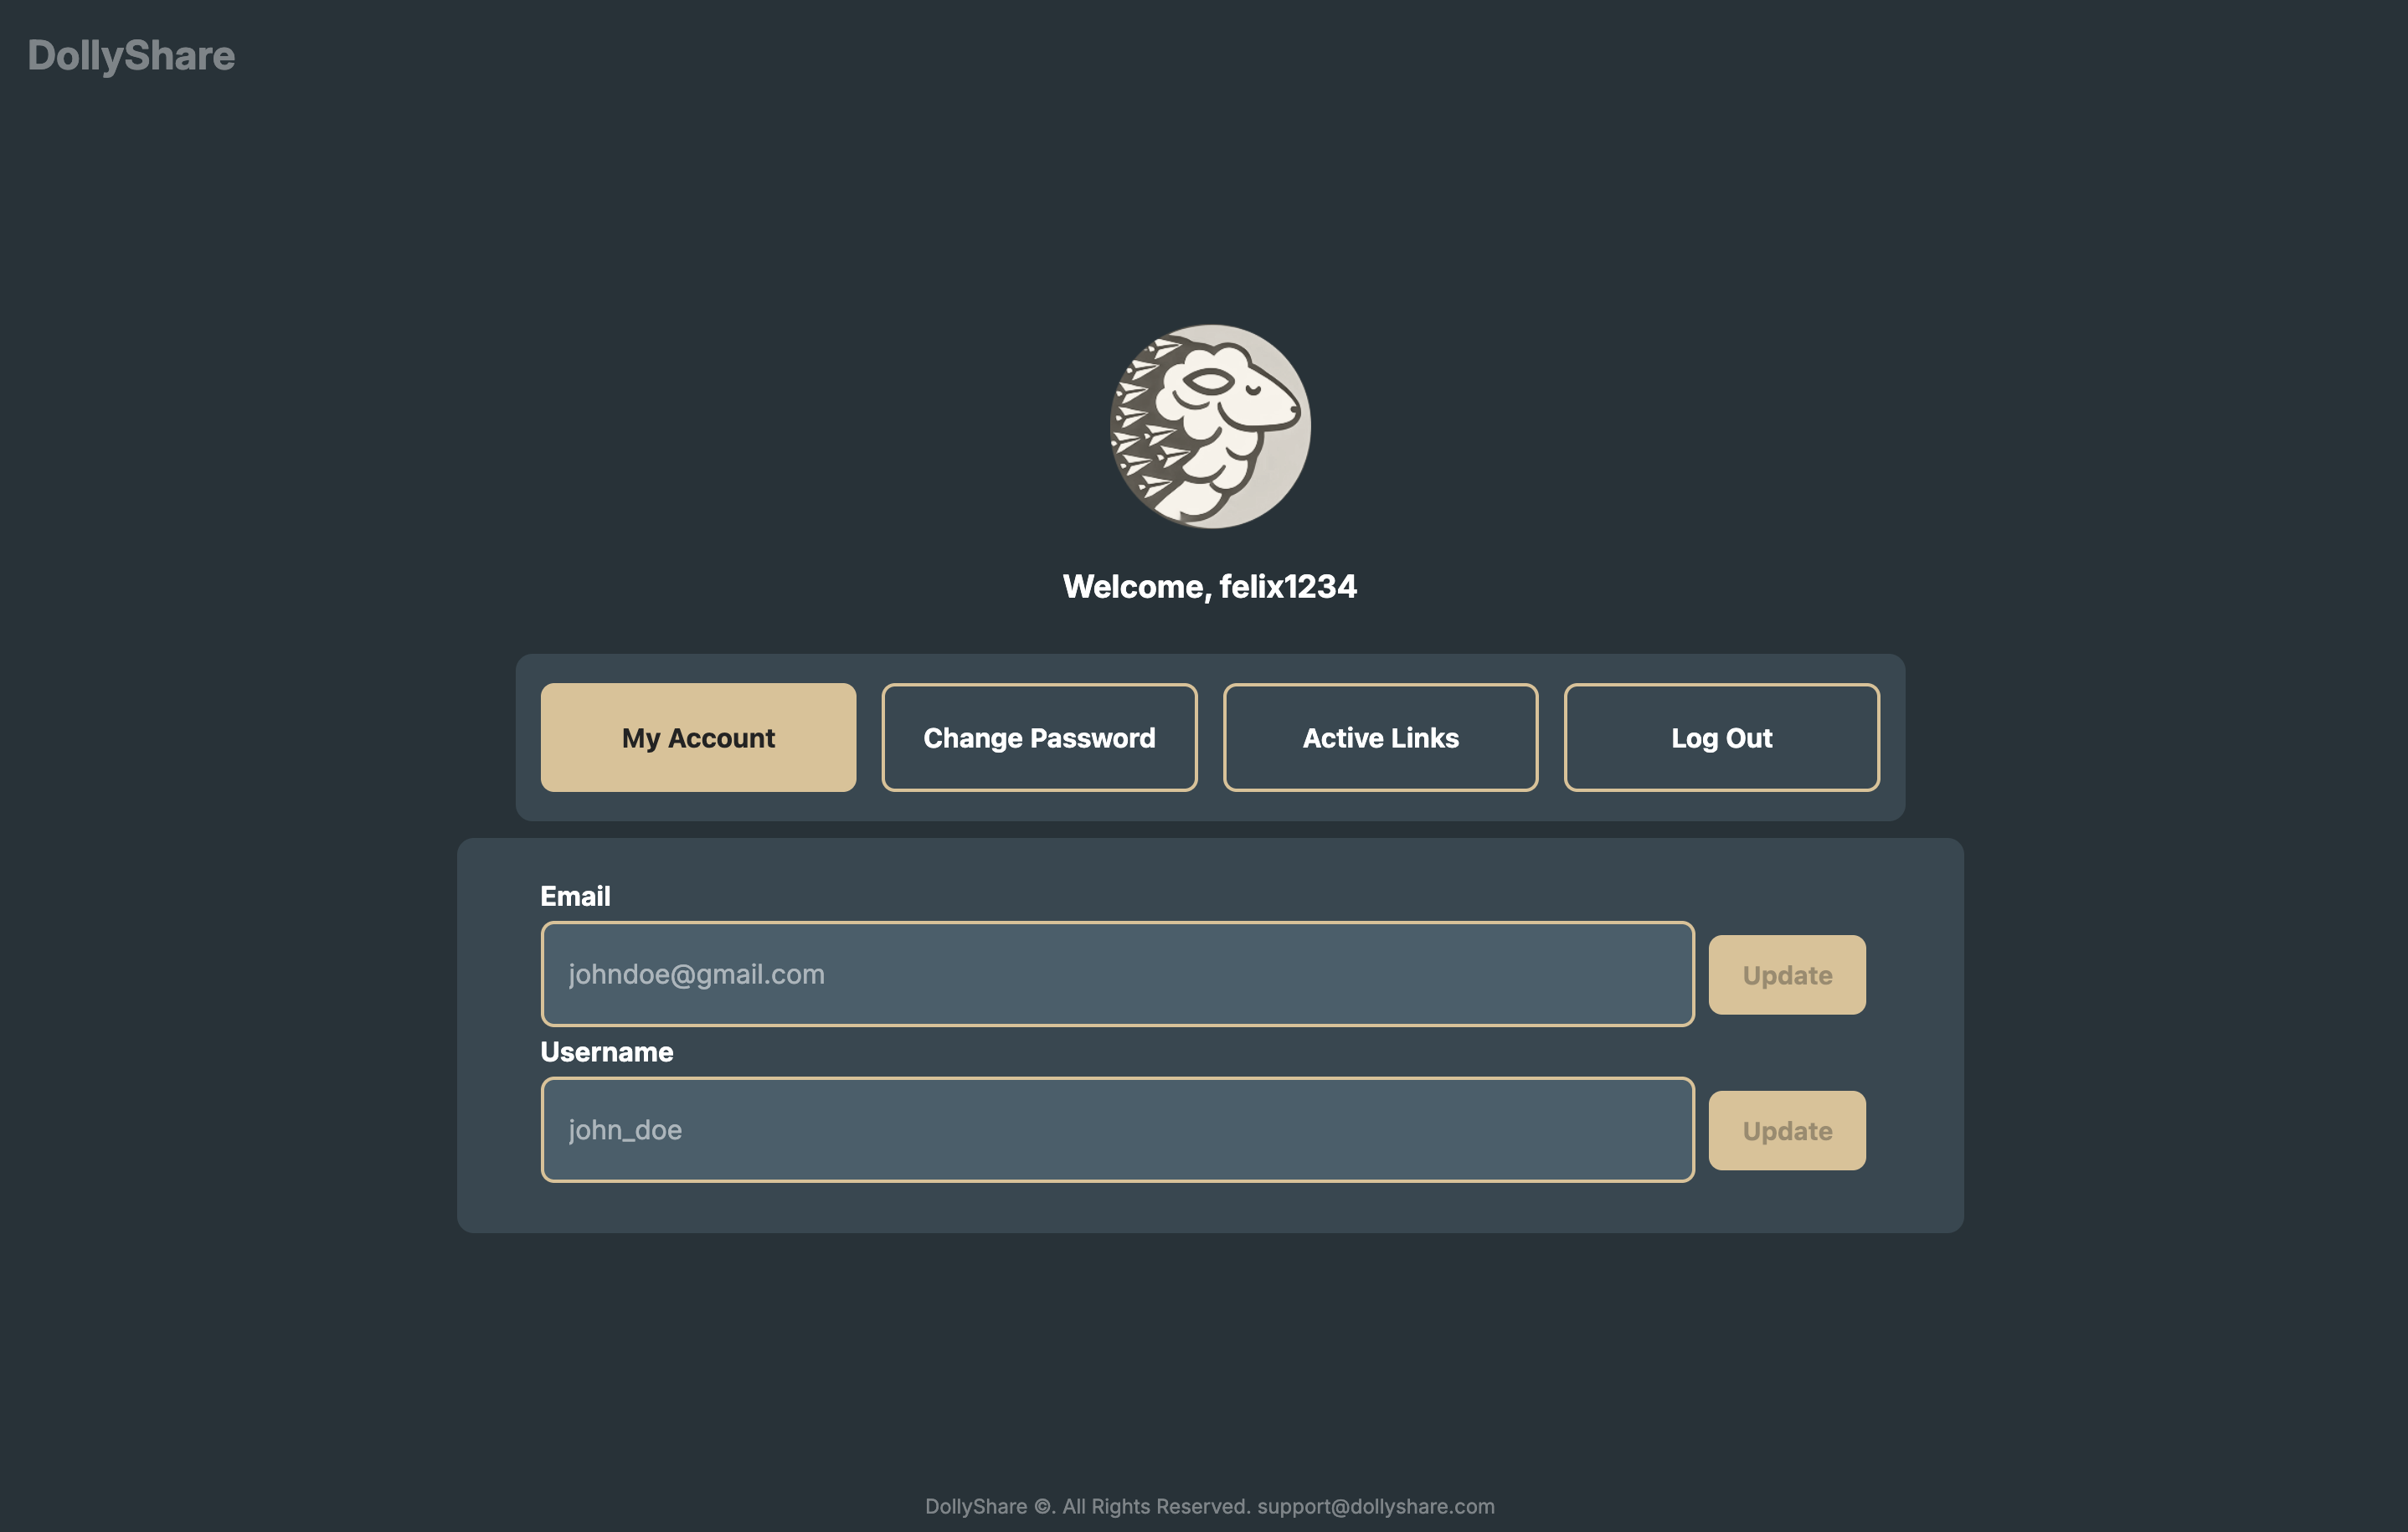 DollyShare
Welcome, felix1234
My Account
Change Password
Active Links
Log Out
Email
johndoe@gmail.com
Update
Username
john_doe
Update
DollyShare ©. All Rights Reserved. support@dollyshare.com